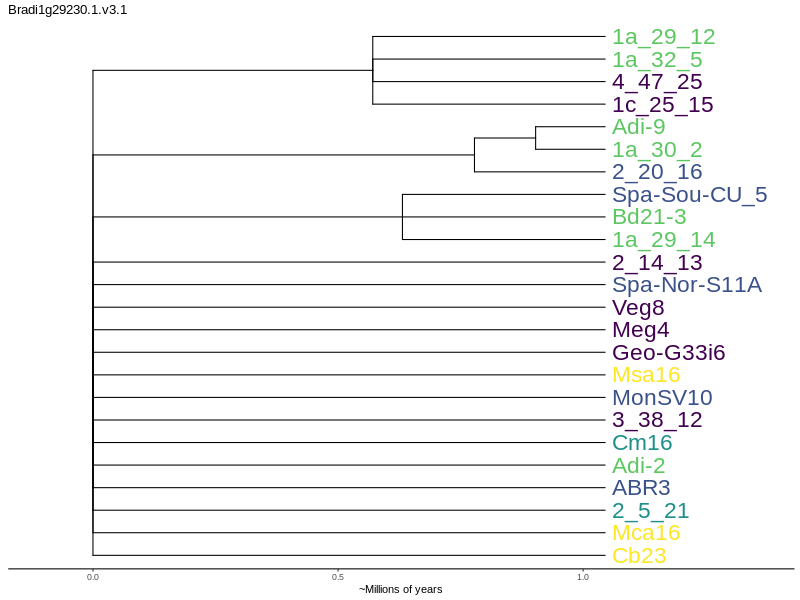 Bradi1g29230.1.v3.1
1a_29_12
1a_32_5
4_47_25
1c_25_15
Adi-9
1a_30_2
2_20_16
Spa-Sou-CU_5
Bd21-3
1a_29_14
2_14_13
Spa-Nor-S11A
Veg8
Meg4
Geo-G33i6
Msa16
MonSV10
3_38_12
Cm16
Adi-2
ABR3
2_5_21
Mca16
Cb23
0.0 0.5 1.0
~Millions of years